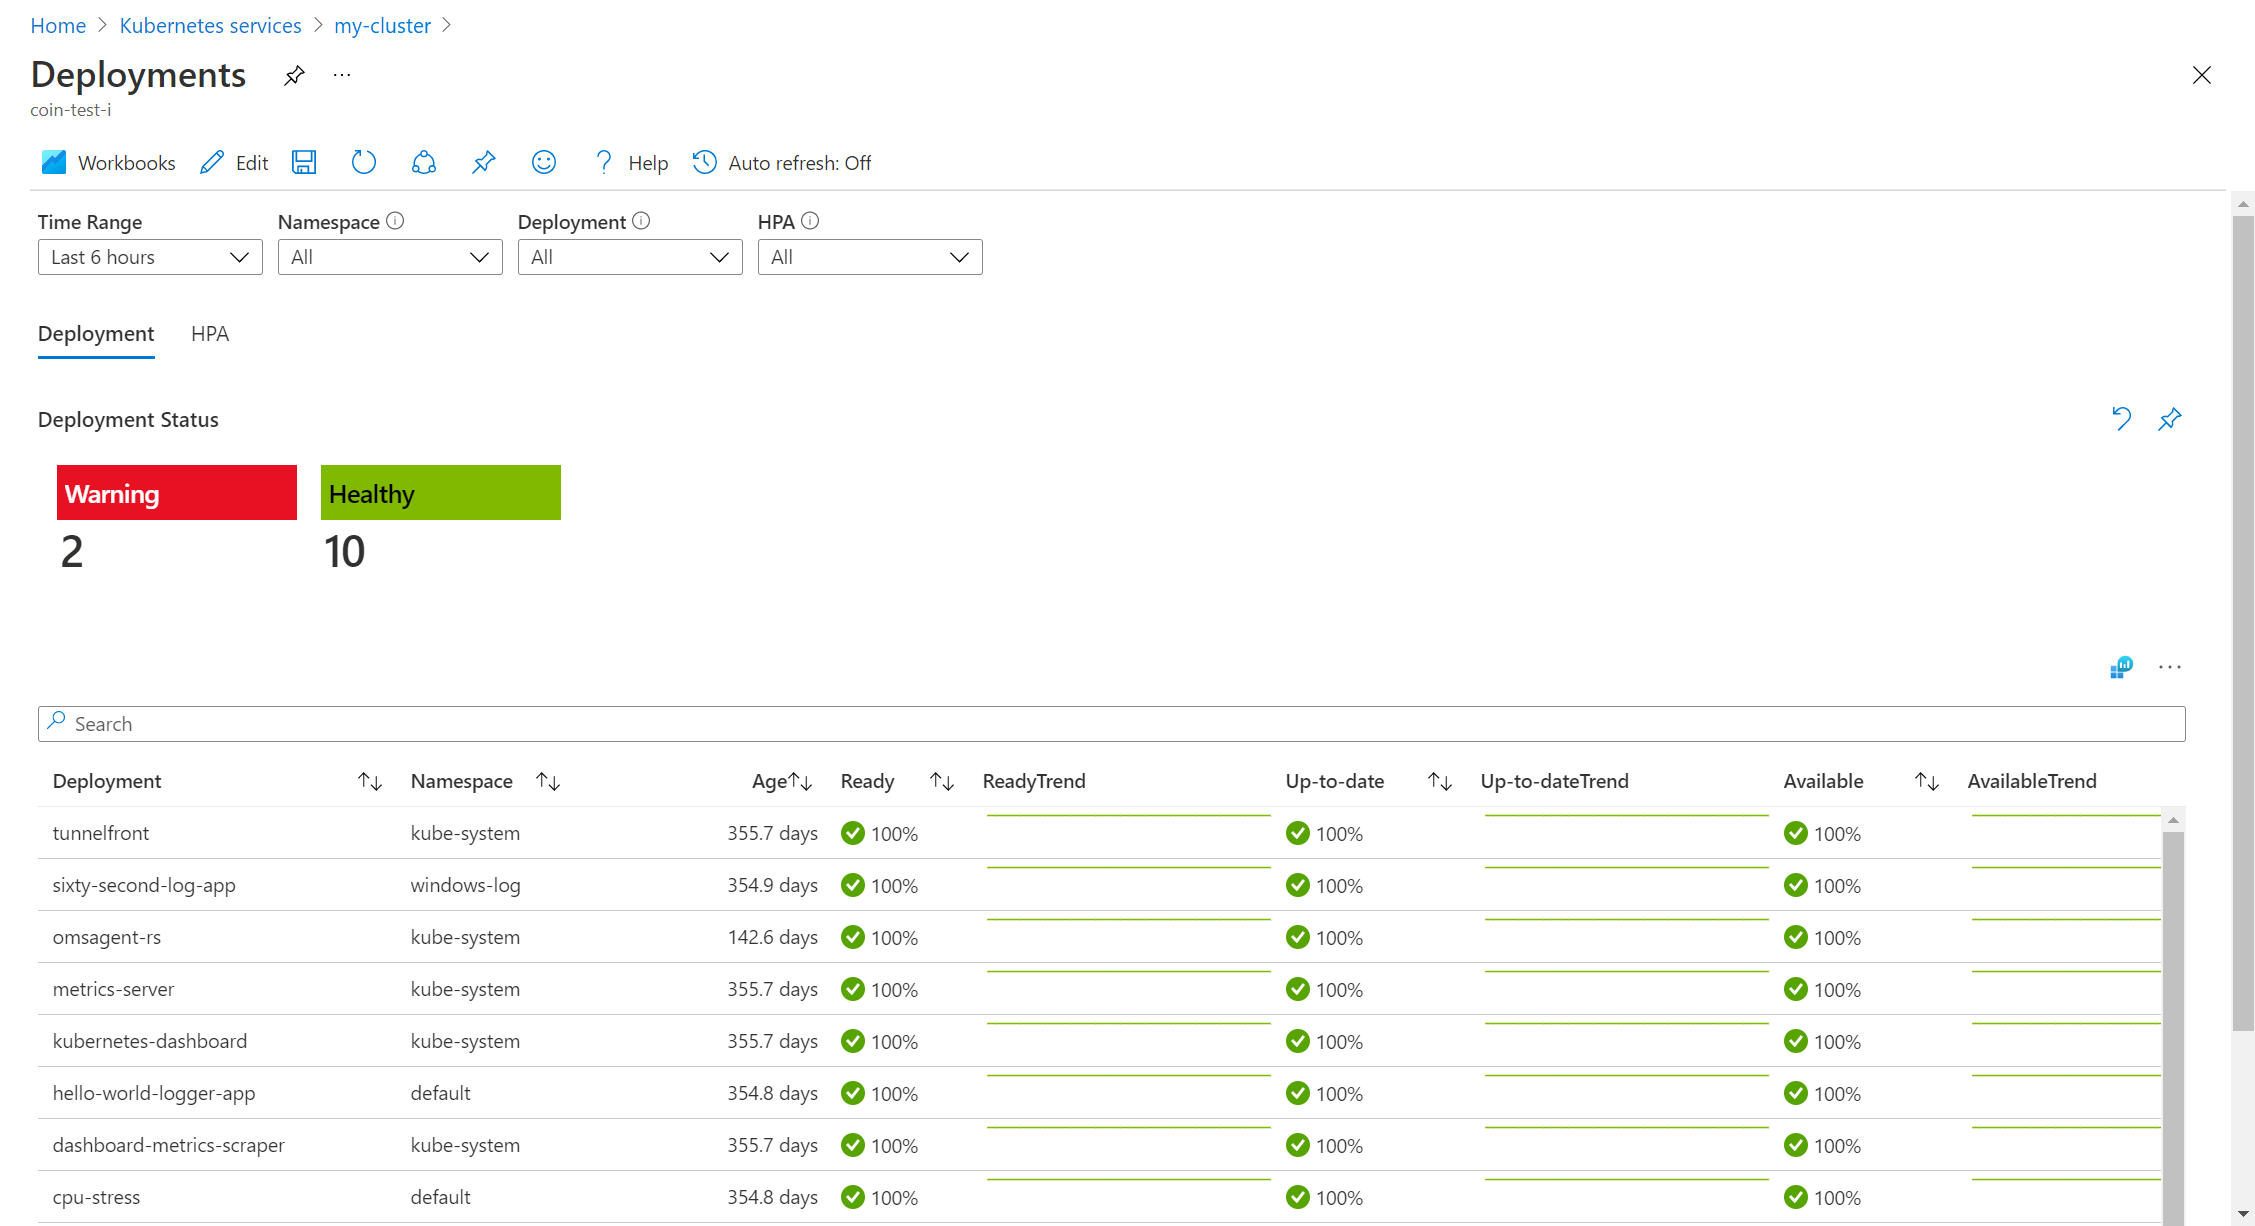 Home > Kubernetes services > my-cluster >
Deployments ...
coin-test-i
Workbooks Edit Help Auto refresh: Off
Time Range Namespace Deployment HPA
Last 6 hours All All All
Deployment HPA
Deployment Status
Warning Healthy
2 10
...
Search
Deployment Namespace Age Ready ReadyTrend Up-to-date Up-to-dateTrend Available AvailableTrend
tunnelfront kube-system 355.7 days 100% 100% 100%
sixty-second-log-app windows-log 354.9 days 100% 100% 100%
omsagent-rs kube-system 142.6 days 100% 100% 100%
metrics-server kube-system 355.7 days 100% 100% 100%
kubernetes-dashboard kube-system 355.7 days 100% 100% 100%
hello-world-logger-app default 354.8 days 100% 100% 100%
dashboard-metrics-scraper kube-system 355.7 days 100% 100% 100%
cpu-stress default 354.8 days 100% 100% 100%